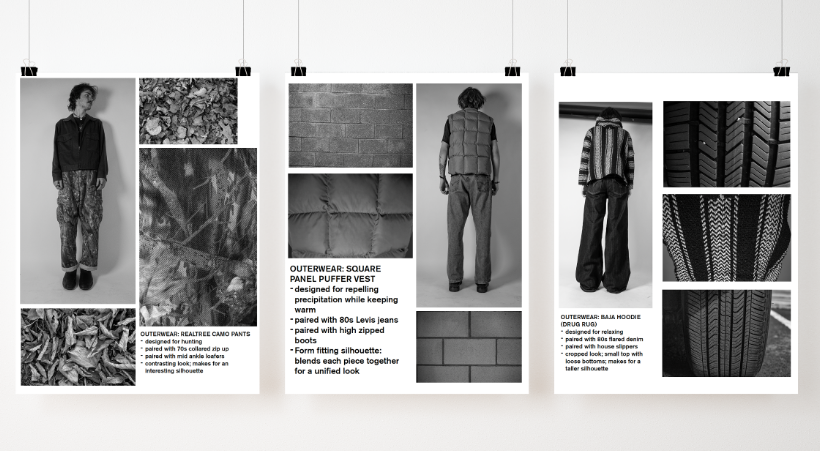 OUTERWEAR: REALTREE CAMO PANTS
- designed for hunting
- paired with 70s collared zip up
- paired with mid ankle loafers
- contrasting look; makes for an
interesting silhouette
OUTERWEAR: SQUARE
PANEL PUFFER VEST
- designed for repelling
precipitation while keeping
warm
- paired with 80s Levis jeans
- paired with high zipped
boots
- Form fitting silhouette:
blends each piece together
for a unified look
OUTERWEAR: BAJA HOODIE
(DRUG RUG)
- designed for relaxing
- paired with 60s flared denim
- paired with house slippers
- cropped look; small top with
loose bottoms; makes for a
taller silhouette